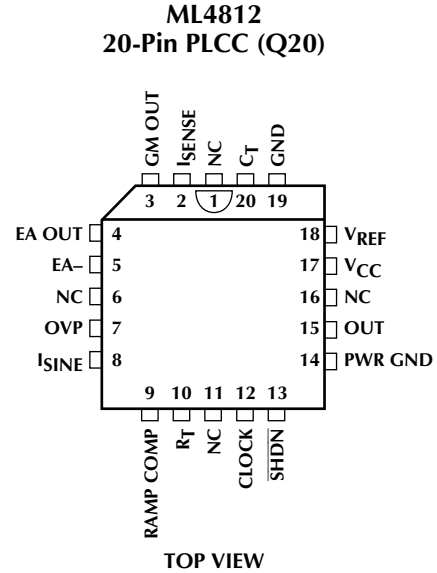 ML4812
20-Pin PLCC (Q20)
GM OUT
ISENSE
NC
CT
GND
3 2 1 20 19
EA OUT 4
EA– 5
NC 6
OVP 7
ISINE 8
18 VREF
17 VCC
16 NC
15 OUT
14 PWR GND
9 10 11 12 13
RAMP COMP
RT
NC
CLOCK
SHDN
TOP VIEW